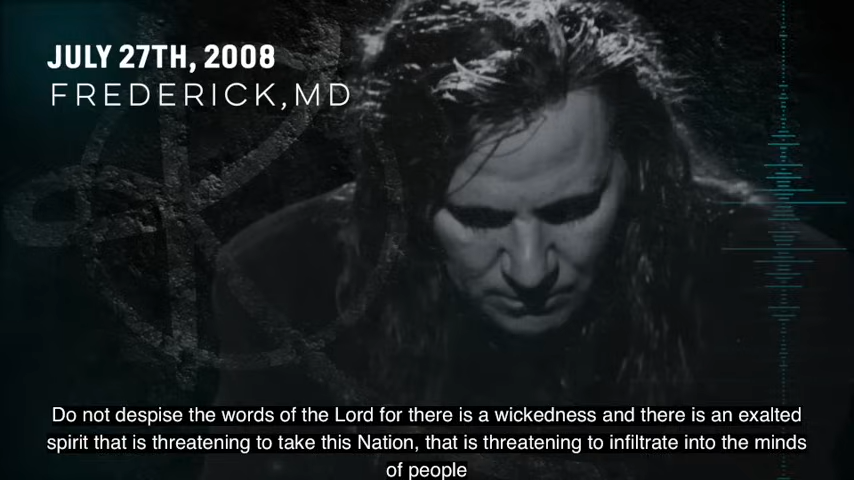 JULY 27TH, 2008
FREDERICK,MD
Do not despise the words of the Lord for there is a wickedness and there is an exalted
spirit that is threatening to take this Nation, that is threatening to infiltrate into the minds
of people